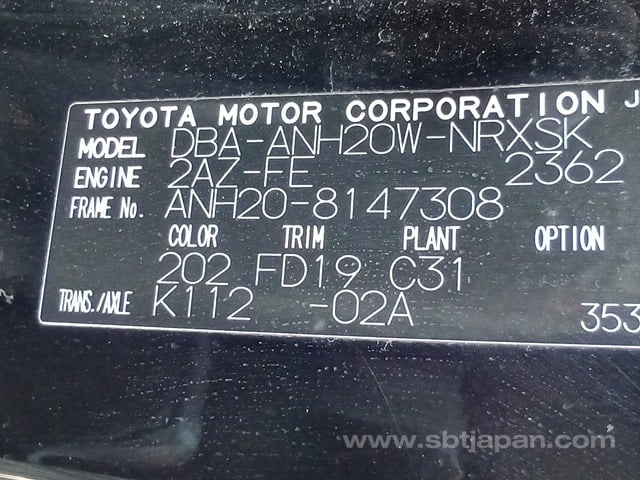 TOYOTA MOTOR CORPORATION J
MODEL DBA-ANH20W-NRXSK
ENGINE 2AZ-FE 2362
FRAME No. ANH20-8147308
COLOR TRIM PLANT OPTION
202 FD19 C31
TRANS./AXLE K112 -02A 353
www.sbtjapan.com